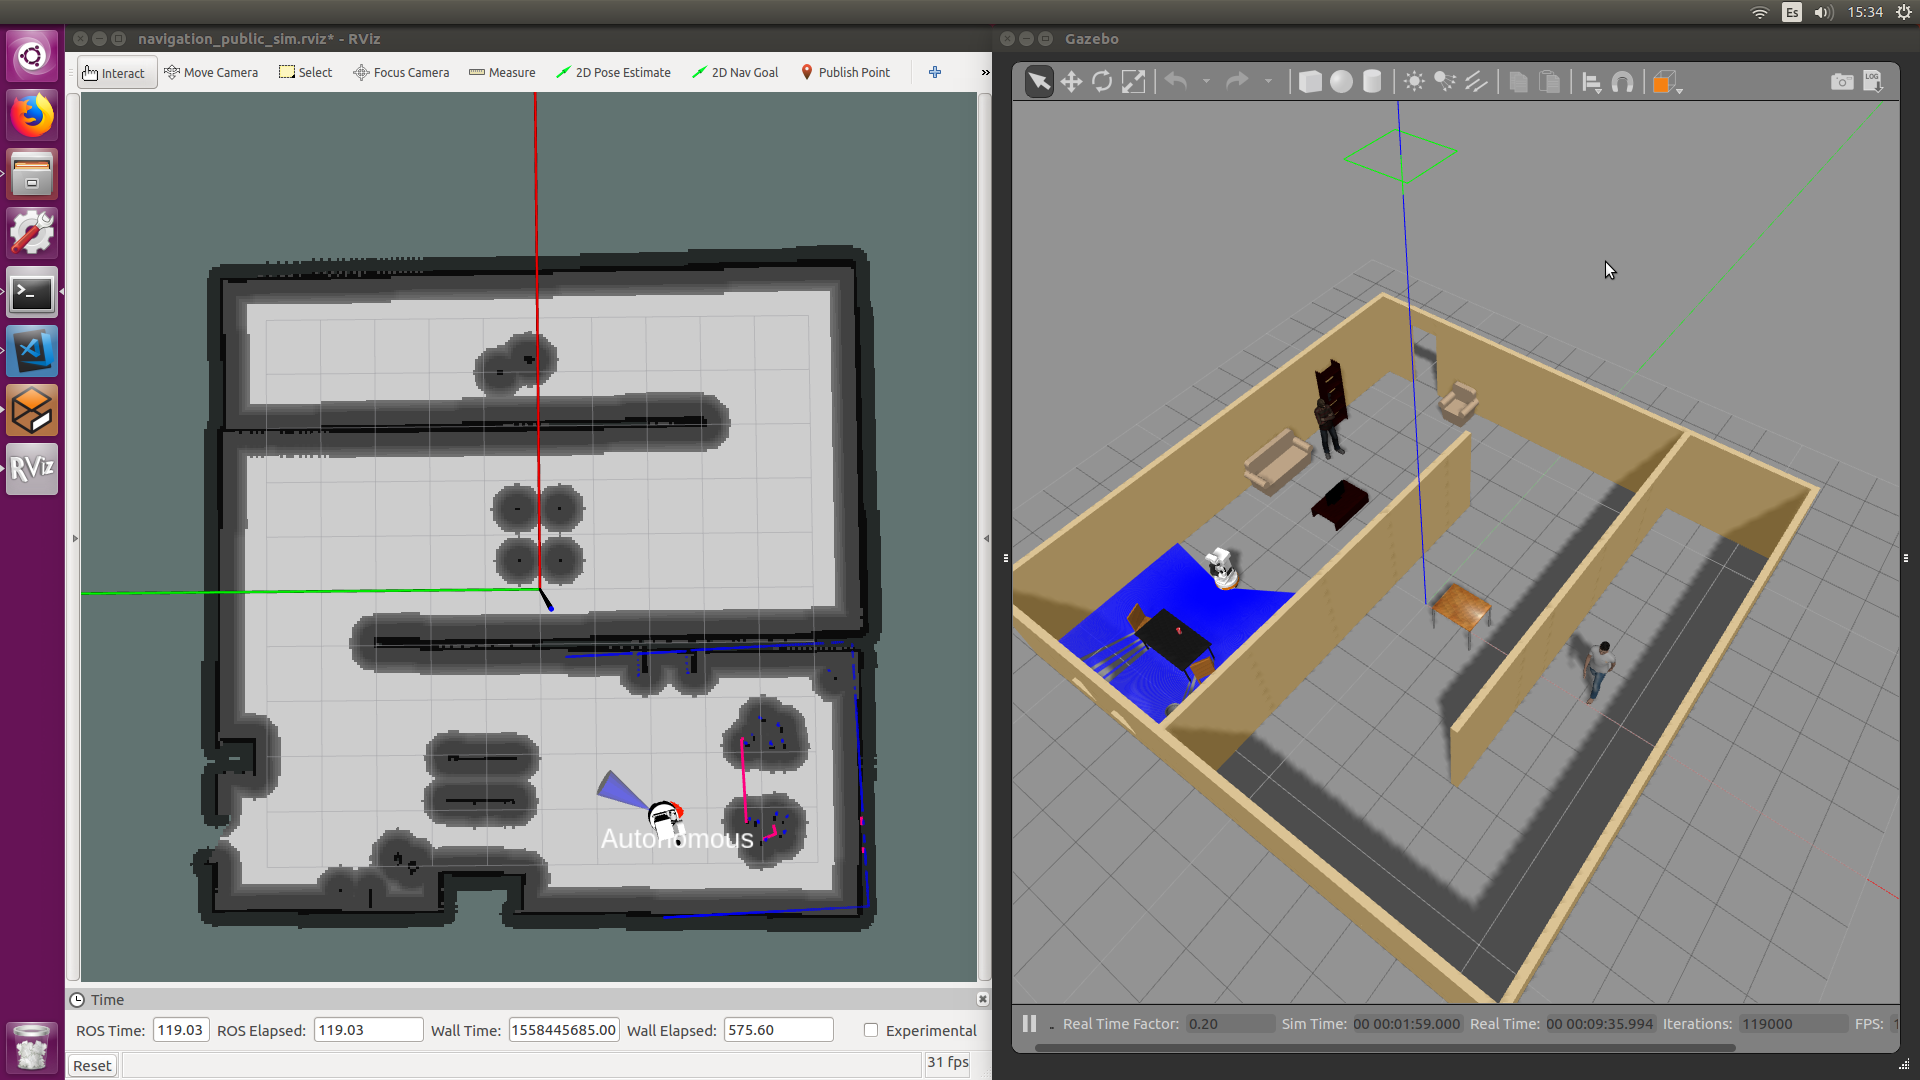 Es
15:34
navigation_public_sim.rviz* - RViz
Gazebo
Interact
Move Camera
Select
Focus Camera
Measure
2D Pose Estimate
2D Nav Goal
Publish Point
»
LOG
RViz
Autonomous
Time
ROS Time: 119.03 ROS Elapsed: 119.03 Wall Time: 1558445685.00 Wall Elapsed: 575.60 Experimental
Real Time Factor: 0.20 Sim Time: 00 00:01:59.000 Real Time: 00 00:09:35.994 Iterations: 119000 FPS:
Reset
31 fps